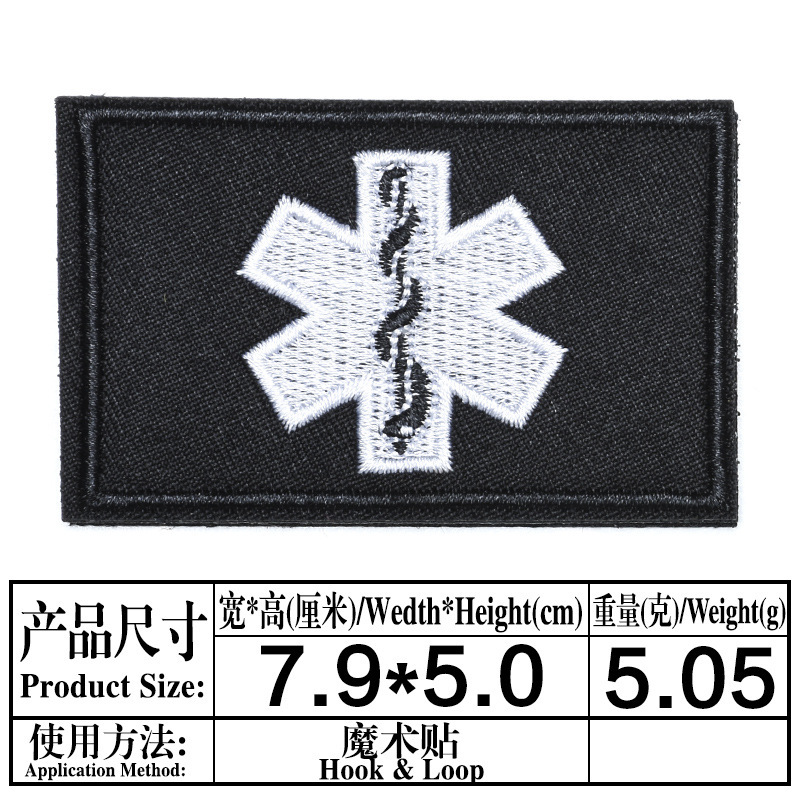 产品尺寸
Product Size:
宽*高(厘米)/Wedth*Height(cm)
7.9*5.0
重量(克)/Weight(g)
5.05
使用方法:
Application Method:
魔术贴
Hook & Loop